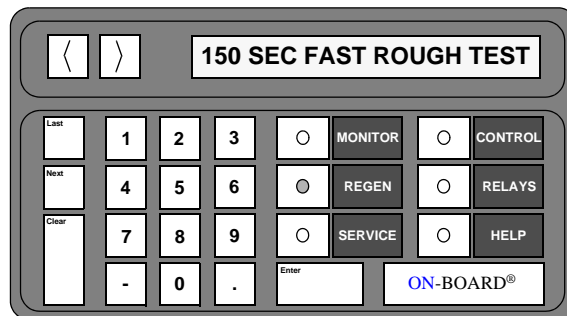 〈 〉 150 SEC FAST ROUGH TEST
Last 1 2 3 MONITOR CONTROL
Next 4 5 6 REGEN RELAYS
Clear 7 8 9 SERVICE HELP
- 0 . Enter ON-BOARD®